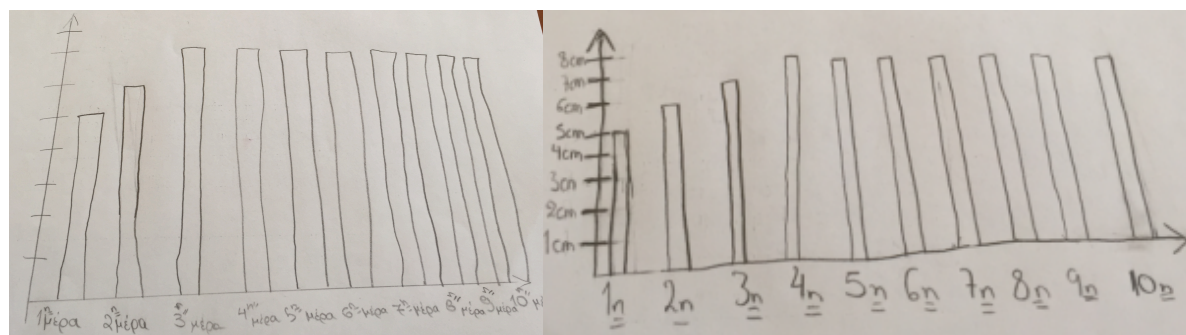 1η μέρα 2η μέρα 3η μέρα 4η μέρα 5η μέρα 6η μέρα 7η μέρα 8η μέρα 9η μέρα 10η
8cm
7cm
6cm
5cm
4cm
3cm
2cm
1cm
1η 2η 3η 4η 5η 6η 7η 8η 9η 10η